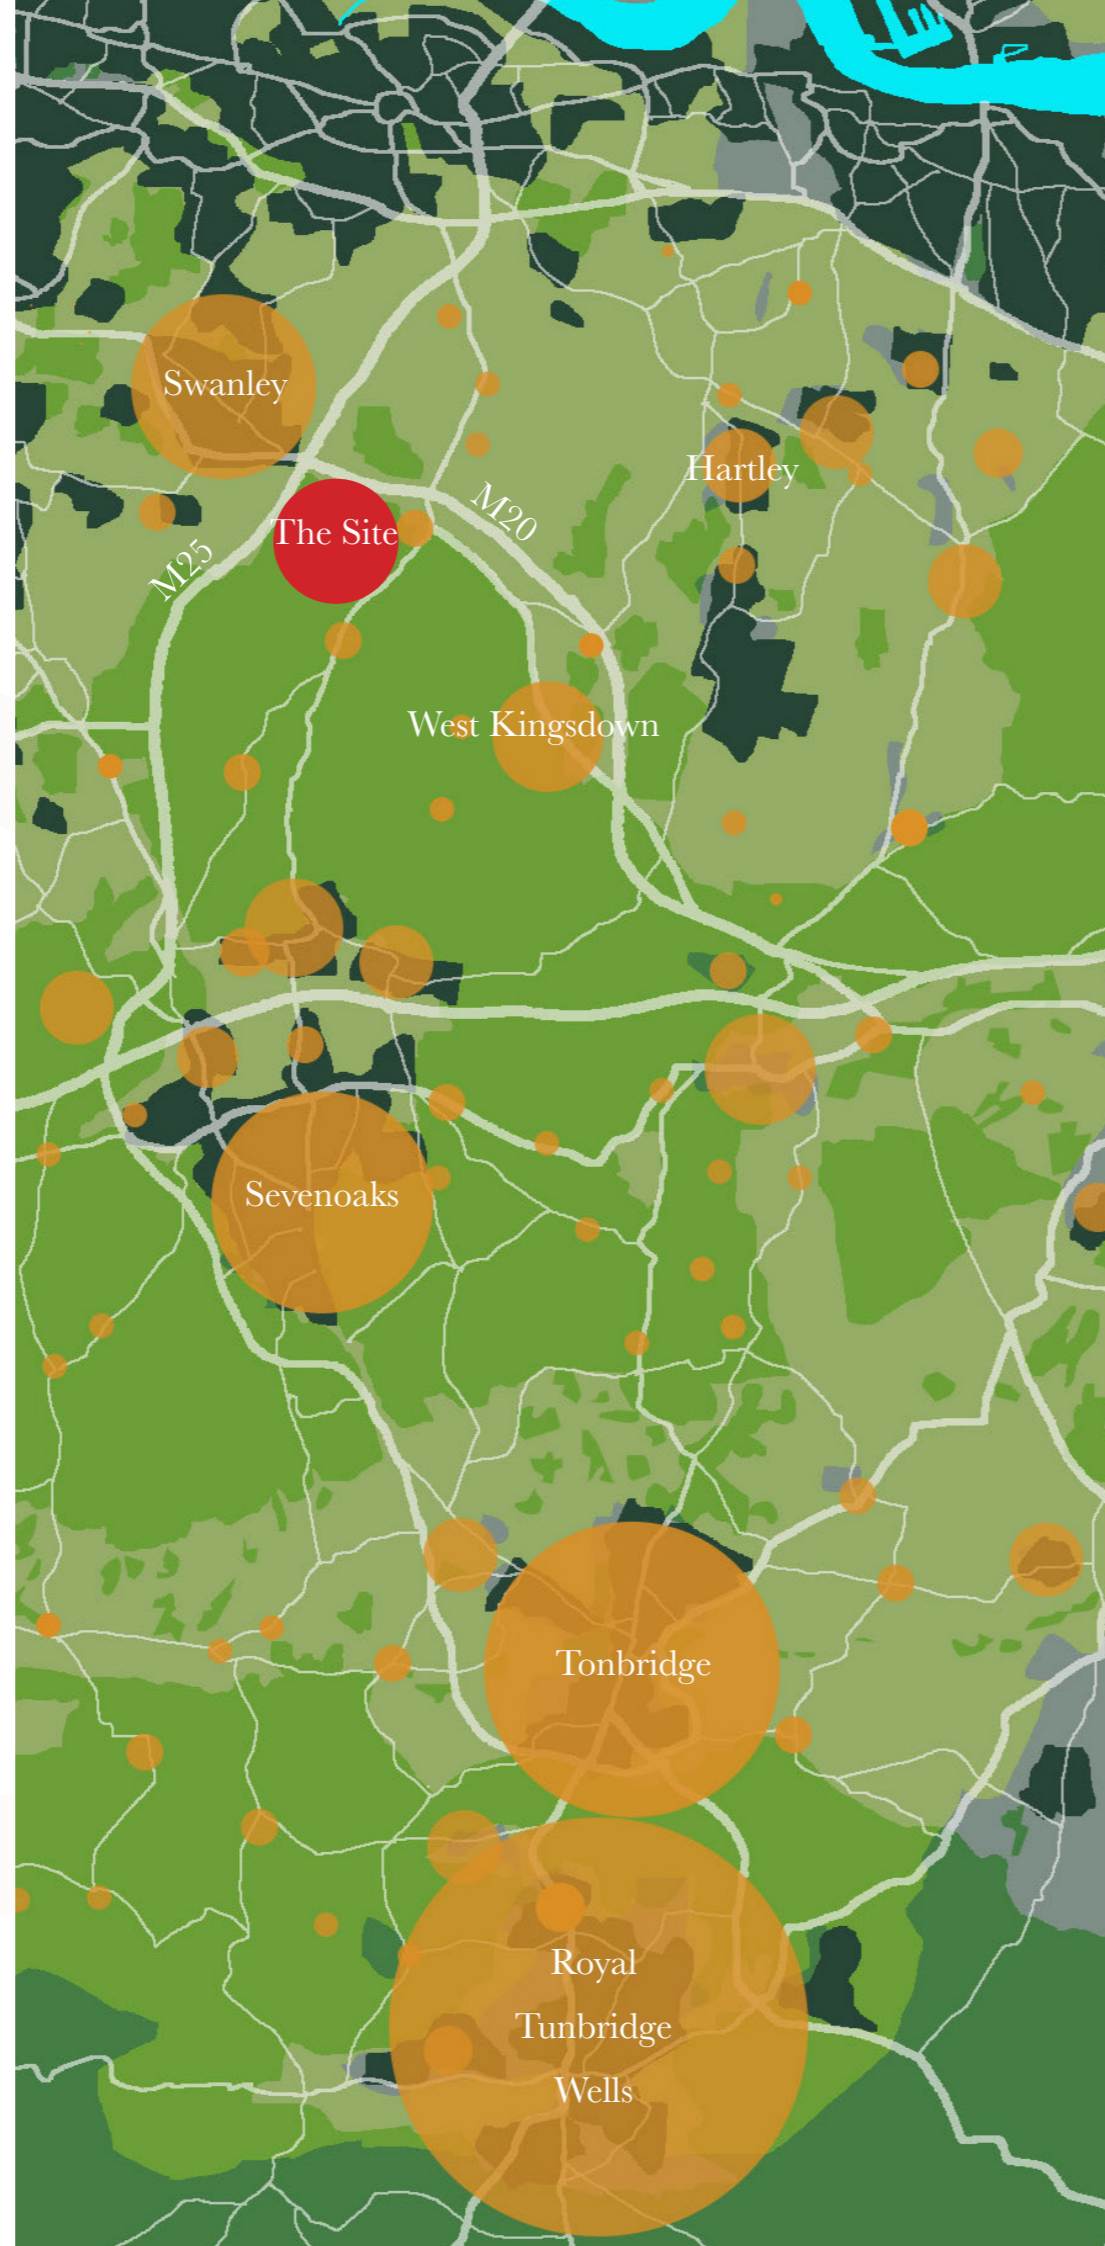 Swanley
Hartley
M20
The Site
M25
West Kingsdown
Sevenoaks
Tonbridge
Royal
Tunbridge
Wells